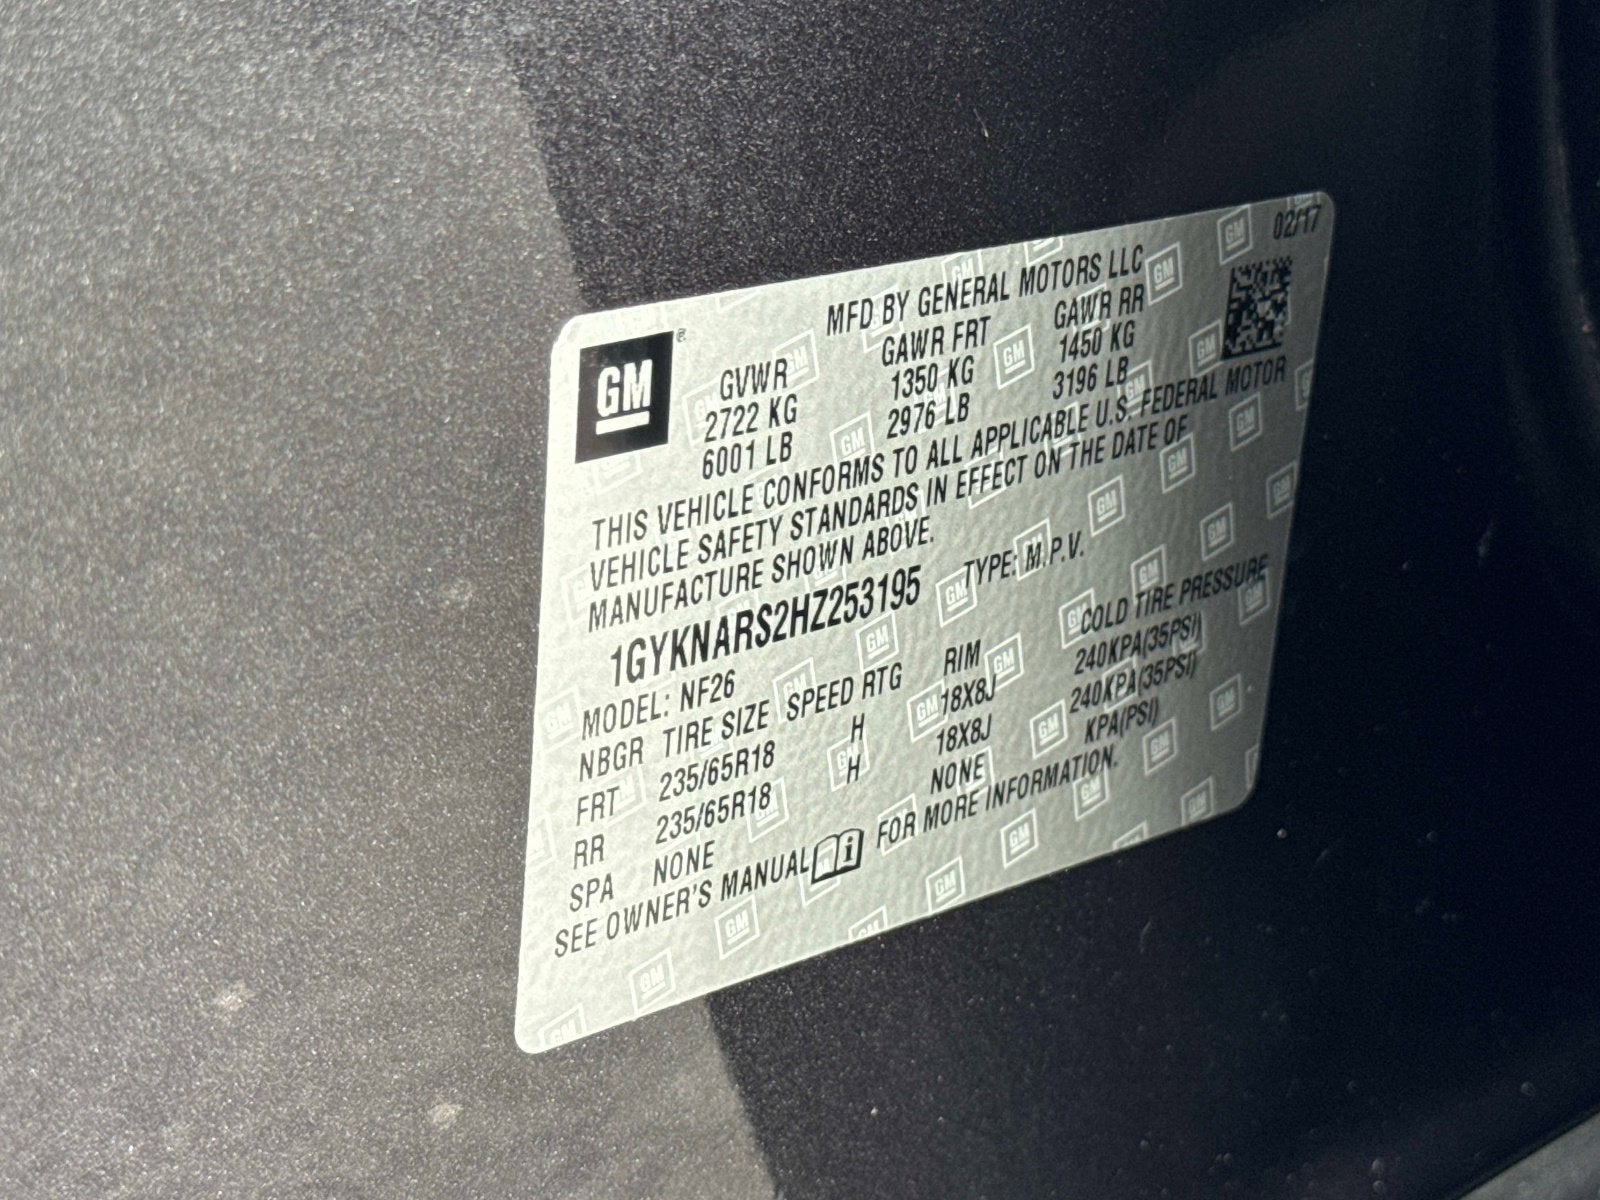 02/17
MFD BY GENERAL MOTORS LLC
GM ®
GVWR GAWR FRT GAWR RR
2722 KG 1350 KG 1450 KG
6001 LB 2976 LB 3196 LB
THIS VEHICLE CONFORMS TO ALL APPLICABLE U.S. FEDERAL MOTOR
VEHICLE SAFETY STANDARDS IN EFFECT ON THE DATE OF
MANUFACTURE SHOWN ABOVE.
1GYKNARS2HZ253195 TYPE: M.P.V.
MODEL: NF26
NBGR TIRE SIZE SPEED RTG RIM COLD TIRE PRESSURE
FRT 235/65R18 H 18X8J 240KPA(35PSI)
RR 235/65R18 H 18X8J 240KPA(35PSI)
SPA NONE NONE KPA(PSI)
SEE OWNER'S MANUAL i FOR MORE INFORMATION.